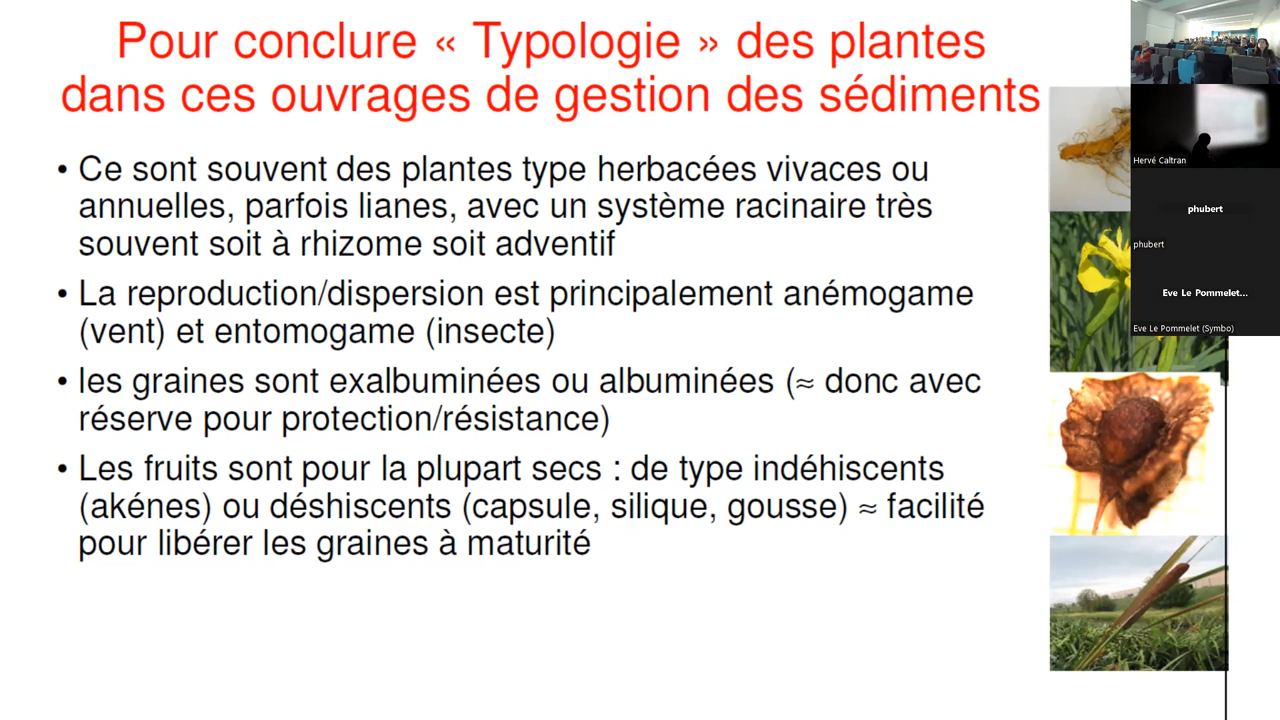 Pour conclure « Typologie » des plantes
dans ces ouvrages de gestion des sédiments
• Ce sont souvent des plantes type herbacées vivaces ou
annuelles, parfois lianes, avec un système racinaire très
souvent soit à rhizome soit adventif
• La reproduction/dispersion est principalement anémogame
(vent) et entomogame (insecte)
• les graines sont exalbuminées ou albuminées (≈ donc avec
réserve pour protection/résistance)
• Les fruits sont pour la plupart secs : de type indéhiscents
(akénes) ou déshiscents (capsule, silique, gousse) ≈ facilité
pour libérer les graines à maturité
Hervé Caltran
phubert
phubert
Eve Le Pommelet...
Eve Le Pommelet (Symbo)